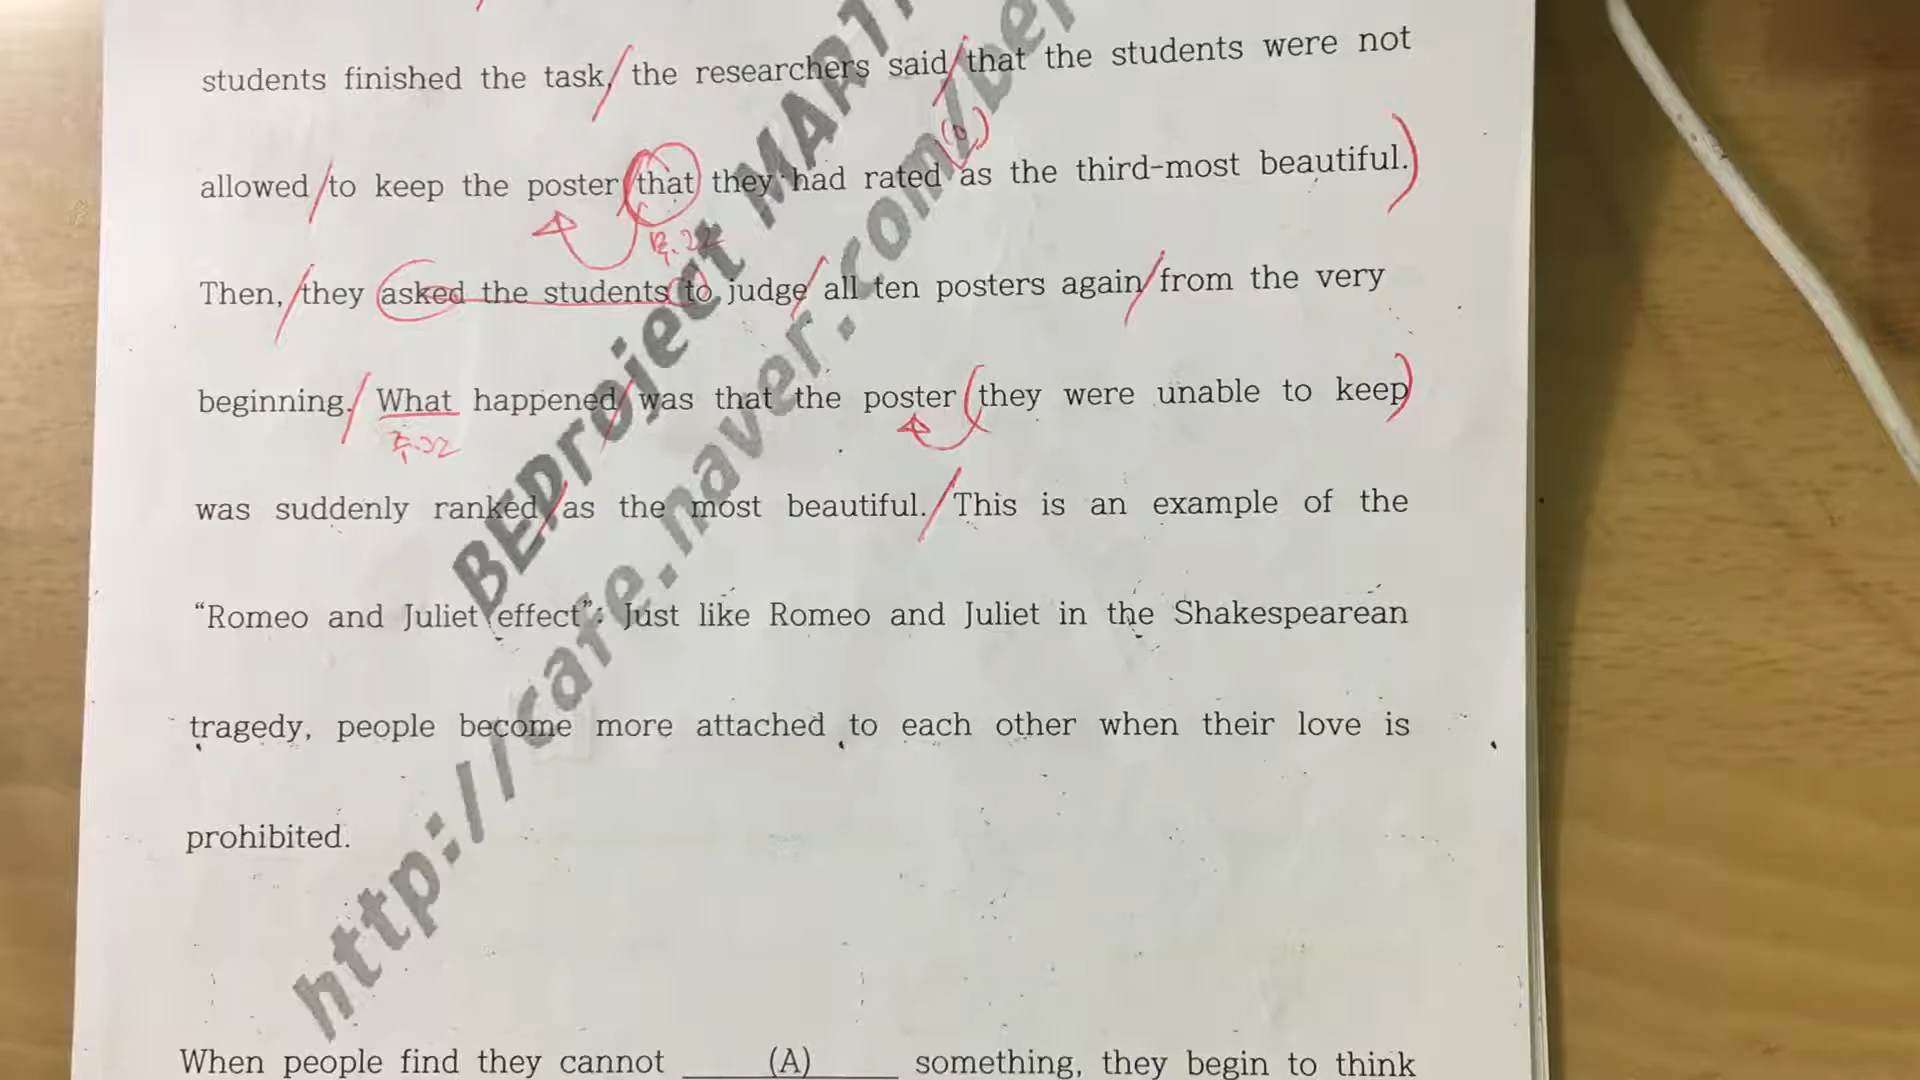 students finished the task, the researchers said that the students were not
allowed to keep the poster that they had rated as the third-most beautiful.
Then, they asked the students to judge all ten posters again from the very
beginning. What happened was that the poster they were unable to keep
was suddenly ranked as the most beautiful. This is an example of the
“Romeo and Juliet effect”: Just like Romeo and Juliet in the Shakespearean
tragedy, people become more attached to each other when their love is
prohibited.
When people find they cannot (A) something, they begin to think
BEProject
http://cafe.naver.com/bep